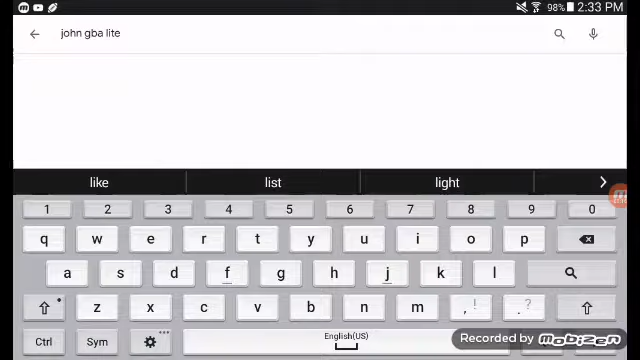 98% 2:33 PM
john gba lite
like list light
1 2 3 4 5 6 7 8 9 0
q w e r t y u i o p
a s d f g h j k l
z x c v b n m , ! . ?
Ctrl Sym English(US)
Recorded by MOBIZEN